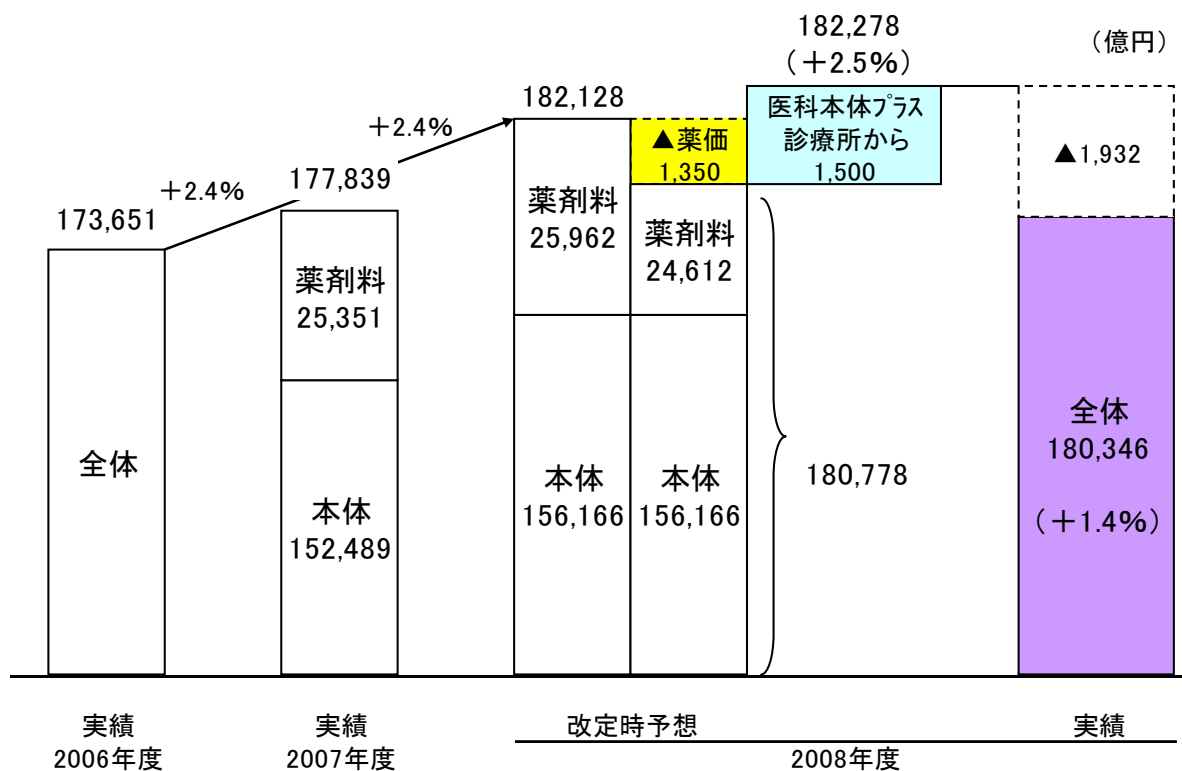 （億円）
182,278
（＋2.5％）
182,128
＋2.4％
医科本体プラス
診療所から
1,500
▲薬価
1,350
▲1,932
＋2.4％
177,839
173,651
薬剤料
25,962
薬剤料
24,612
薬剤料
25,351
全体
本体
152,489
本体
156,166
本体
156,166
180,778
全体
180,346
（＋1.4％）
実績
2006年度
実績
2007年度
改定時予想
実績
2008年度